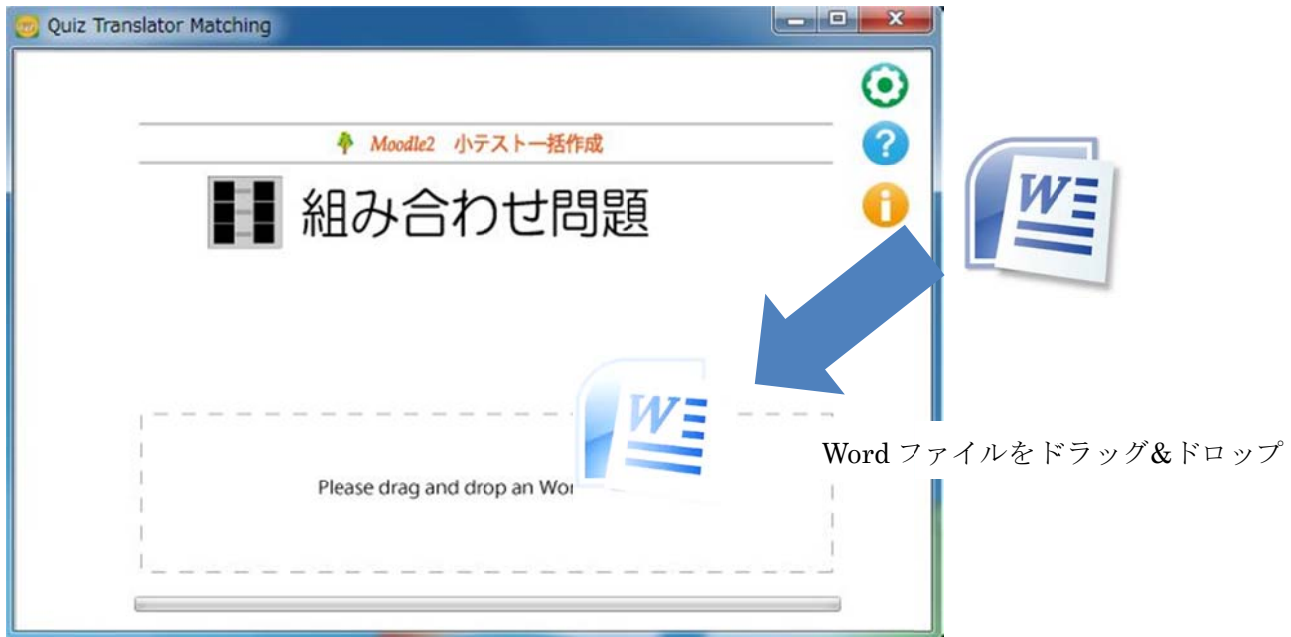 Quiz Translator Matching
Moodle2 小テスト一括作成
組み合わせ問題
Word ファイルをドラッグ&ドロップ
Please drag and drop an